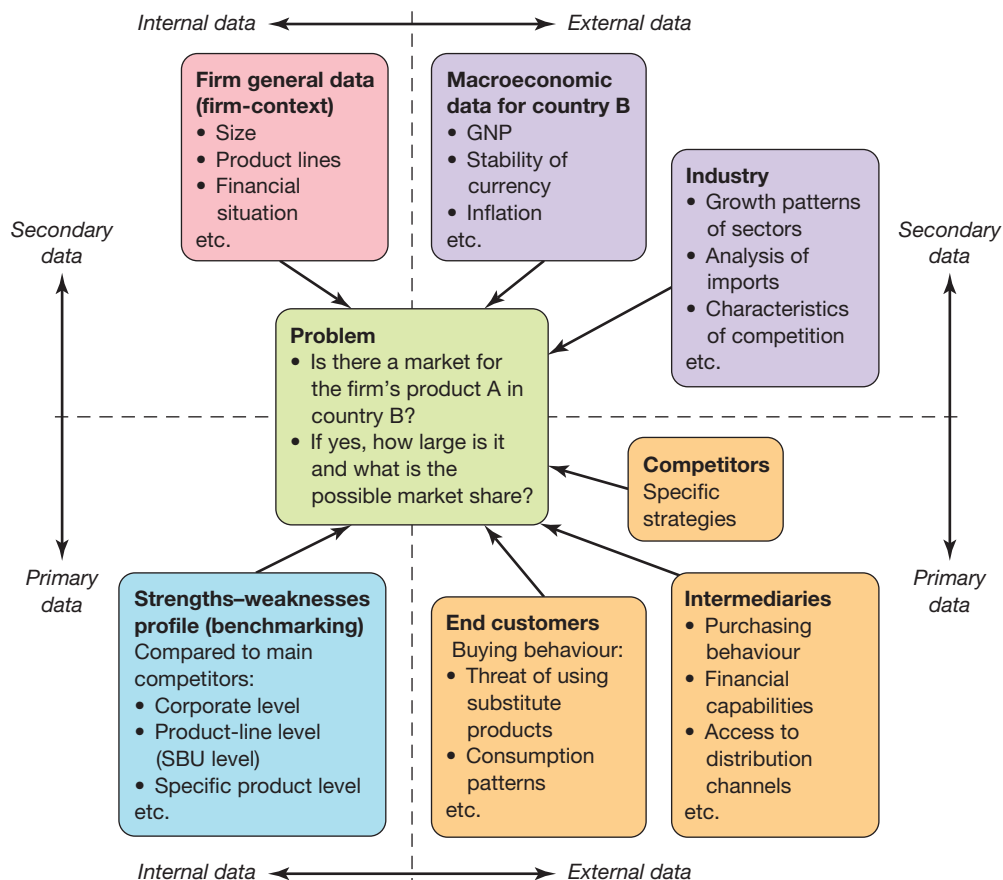 Internal data
External data
Firm general data
(firm-context)
• Size
• Product lines
• Financial
situation
etc.
Macroeconomic
data for country B
• GNP
• Stability of
currency
• Inflation
etc.
Industry
• Growth patterns
of sectors
• Analysis of
imports
• Characteristics
of competition
etc.
Secondary
data
Secondary
data
Problem
• Is there a market for
the firm’s product A in
country B?
• If yes, how large is it
and what is the
possible market share?
Competitors
Specific
strategies
Primary
data
Primary
data
Strengths–weaknesses
profile (benchmarking)
Compared to main
competitors:
• Corporate level
• Product-line level
(SBU level)
• Specific product level
etc.
End customers
Buying behaviour:
• Threat of using
substitute
products
• Consumption
patterns
etc.
Intermediaries
• Purchasing
behaviour
• Financial
capabilities
• Access to
distribution
channels
etc.
Internal data
External data